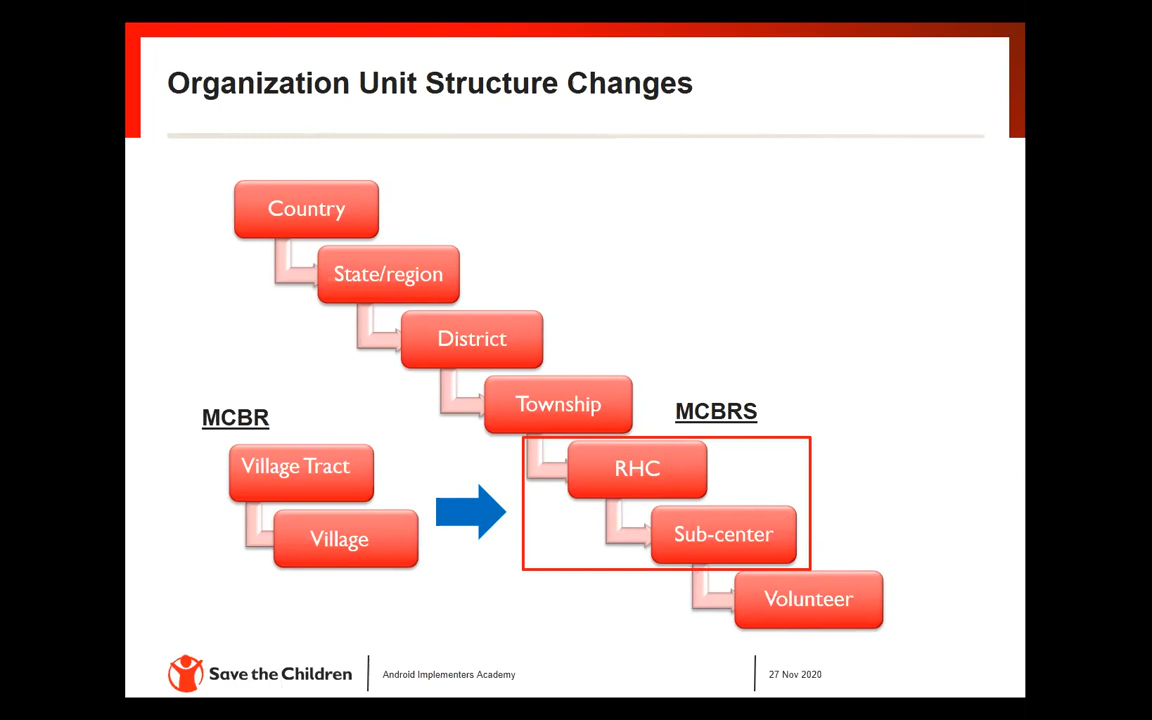 Organization Unit Structure Changes
Country
State/region
District
Township
MCBR
MCBRS
Village Tract
RHC
Village
Sub-center
Volunteer
Save the Children
Android Implementers Academy
27 Nov 2020